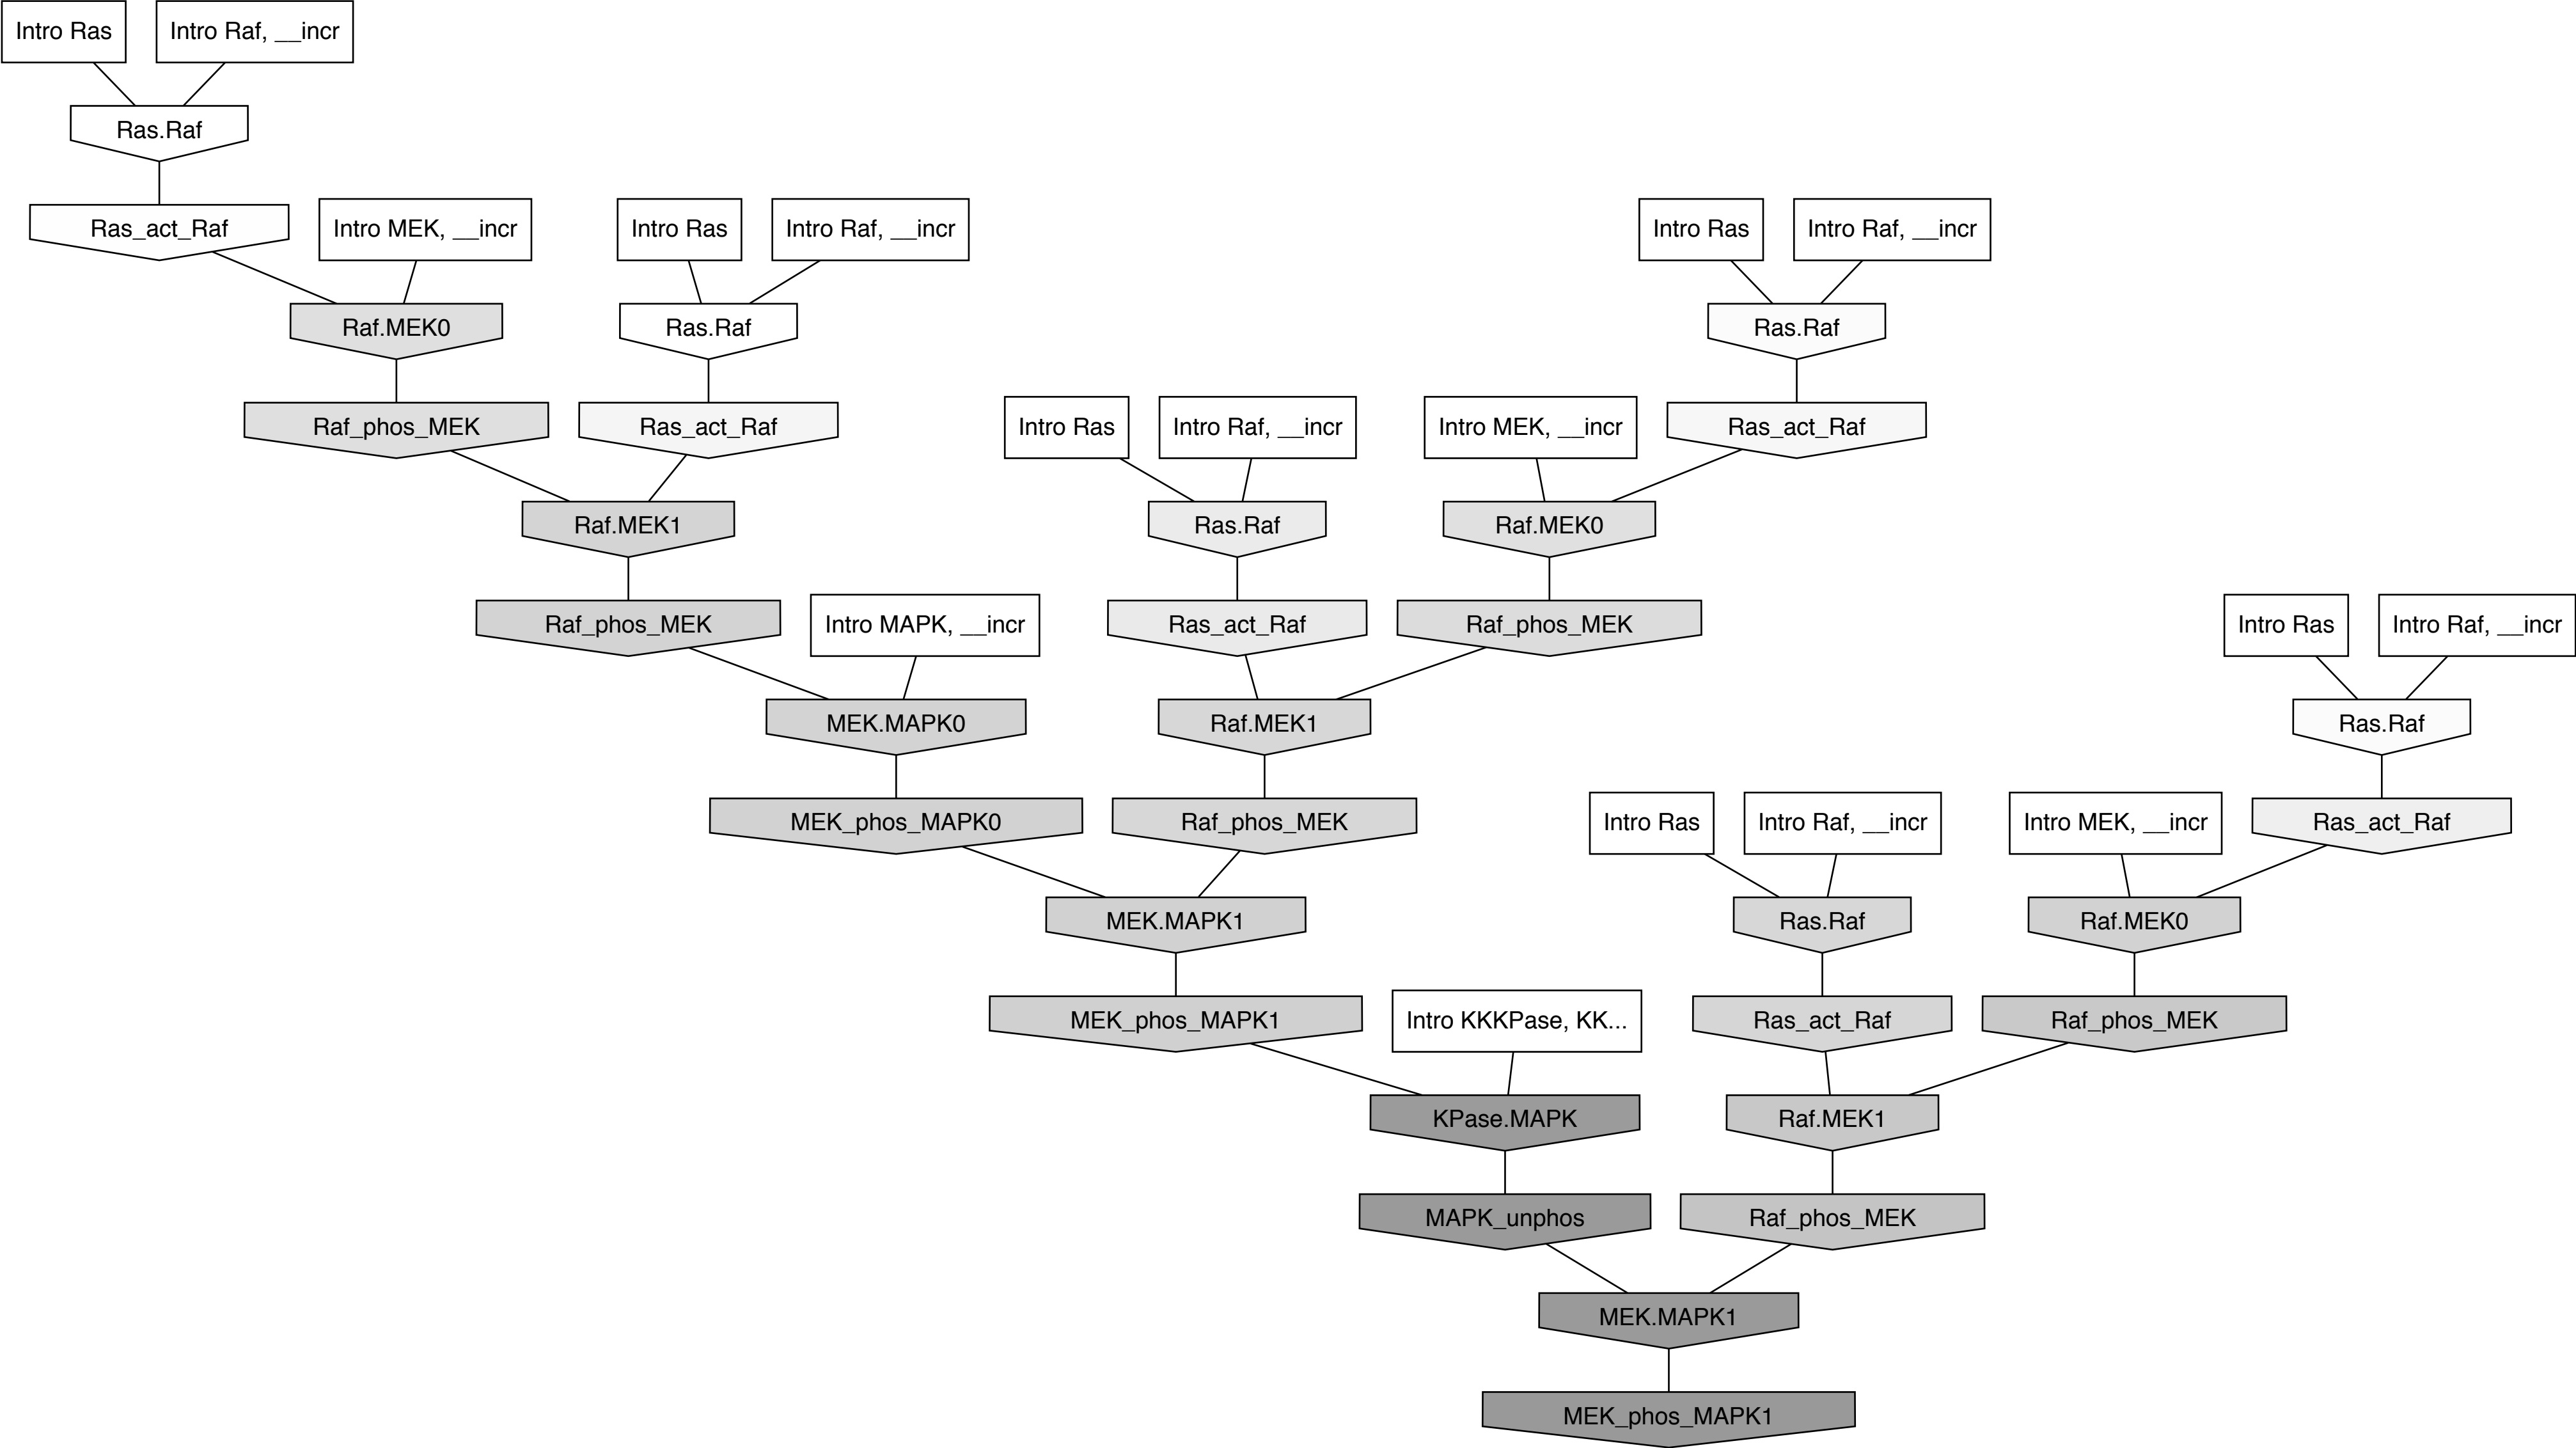 Intro Ras
Intro Raf, __incr
Ras.Raf
Ras_act_Raf
Intro MEK, __incr
Intro Ras
Intro Raf, __incr
Intro Ras
Intro Raf, __incr
Raf.MEK0
Ras.Raf
Ras.Raf
Raf_phos_MEK
Ras_act_Raf
Intro Ras
Intro Raf, __incr
Intro MEK, __incr
Ras_act_Raf
Raf.MEK1
Ras.Raf
Raf.MEK0
Raf_phos_MEK
Intro MAPK, __incr
Ras_act_Raf
Raf_phos_MEK
Intro Ras
Intro Raf, __incr
MEK.MAPK0
Raf.MEK1
Ras.Raf
MEK_phos_MAPK0
Raf_phos_MEK
Intro Ras
Intro Raf, __incr
Intro MEK, __incr
Ras_act_Raf
MEK.MAPK1
Ras.Raf
Raf.MEK0
MEK_phos_MAPK1
Intro KKKPase, KK...
Ras_act_Raf
Raf_phos_MEK
KPase.MAPK
Raf.MEK1
MAPK_unphos
Raf_phos_MEK
MEK.MAPK1
MEK_phos_MAPK1